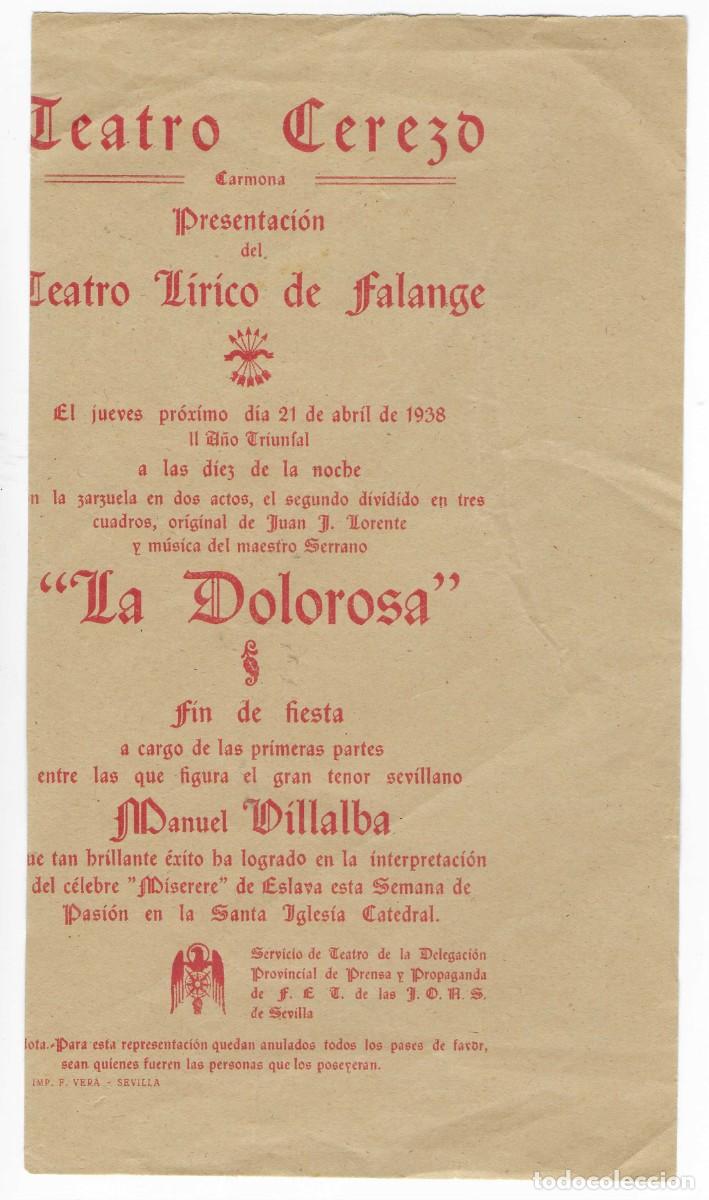 Teatro Cerezo
Carmona
Presentación
del
Teatro Lírico de Falange
El jueves próximo día 21 de abril de 1938
II Año Triunfal
a las diez de la noche
n la zarzuela en dos actos, el segundo dividido en tres
cuadros, original de Juan J. Lorente
y música del maestro Serrano
"La Dolorosa"
Fin de fiesta
a cargo de las primeras partes
entre las que figura el gran tenor sevillano
Manuel Villalba
ue tan brillante éxito ha logrado en la interpretación
del célebre "Miserere" de Eslava esta Semana de
Pasión en la Santa Iglesia Catedral.
Servicio de Teatro de la Delegación
Provincial de Prensa y Propaganda
de F. E T. de las J. O. N. S.
de Sevilla
ota.-Para esta representación quedan anulados todos los pases de favor,
sean quienes fueren las personas que los poseyeran.
IMP. F. VERA - SEVILLA
todocoleccion